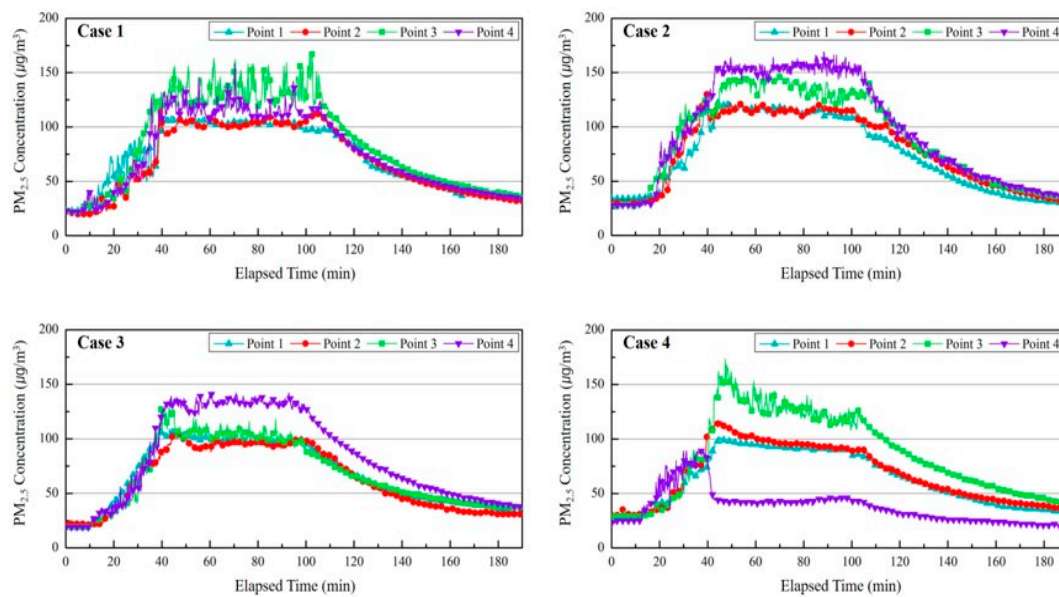 Case 1
Point 1 Point 2 Point 3 Point 4
200
150
100
50
0
PM2.5 Concentration (µg/m³)
0 20 40 60 80 100 120 140 160 180
Elapsed Time (min)
Case 2
Point 1 Point 2 Point 3 Point 4
200
150
100
50
0
PM2.5 Concentration (µg/m³)
0 20 40 60 80 100 120 140 160 180
Elapsed Time (min)
Case 3
Point 1 Point 2 Point 3 Point 4
200
150
100
50
0
PM2.5 Concentration (µg/m³)
0 20 40 60 80 100 120 140 160 180
Elapsed Time (min)
Case 4
Point 1 Point 2 Point 3 Point 4
200
150
100
50
0
PM2.5 Concentration (µg/m³)
0 20 40 60 80 100 120 140 160 180
Elapsed Time (min)